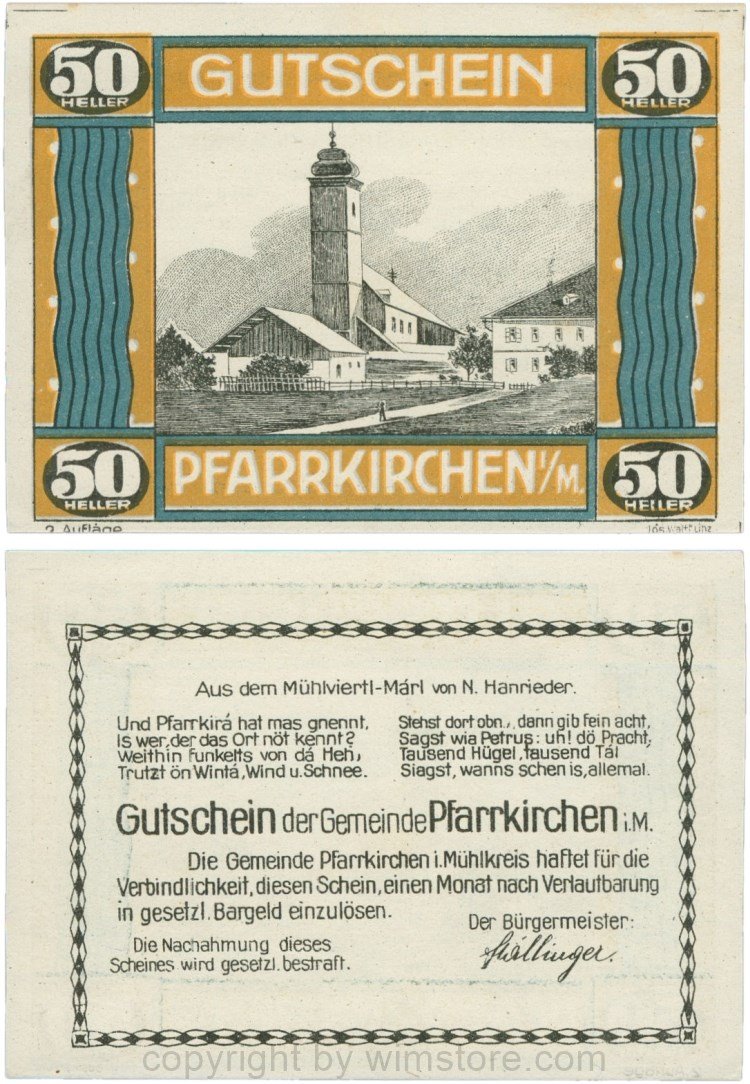 50 HELLER
GUTSCHEIN
50 HELLER
50 HELLER
PFARRKIRCHEN i/M.
50 HELLER
2. Auflage
Jos. Linz
Aus dem Mühlviertl-Márl von N. Hanrieder.
Und Pfarrkirá hat mas gnennt,
Is wer, der das Ort nöt kennt?
Weithin funkelts von dá Heh,
Trutzt ön Wintá, Wind u. Schnee.
Stehst dort obn., dann gib fein acht,
Sagst wia Petrus: uh! dö Pracht,
Tausend Hügel, tausend Tál
Siagst, wanns schen is, allemal.
Gutschein der Gemeinde Pfarrkirchen i.M.
Die Gemeinde Pfarrkirchen i. Mühlkreis haftet für die
Verbindlichkeit, diesen Schein, einen Monat nach Verlautbarung
in gesetzl. Bargeld einzulösen.
Der Bürgermeister:
Die Nachahmung dieses
Scheines wird gesetzl. bestraft.
copyright by wimstore.com